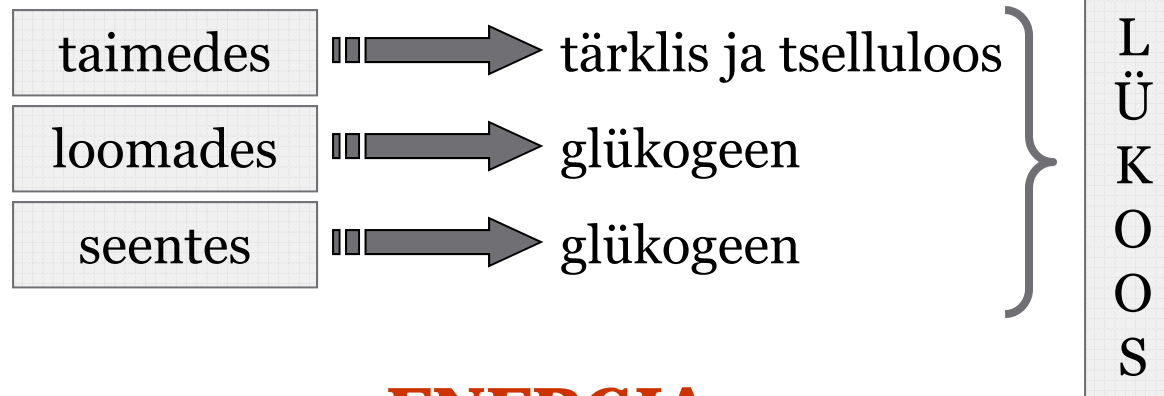 taimedes tärklis ja tselluloos
loomades glükogeen
seentes glükogeen
L
Ü
K
O
O
S
ENERGIA